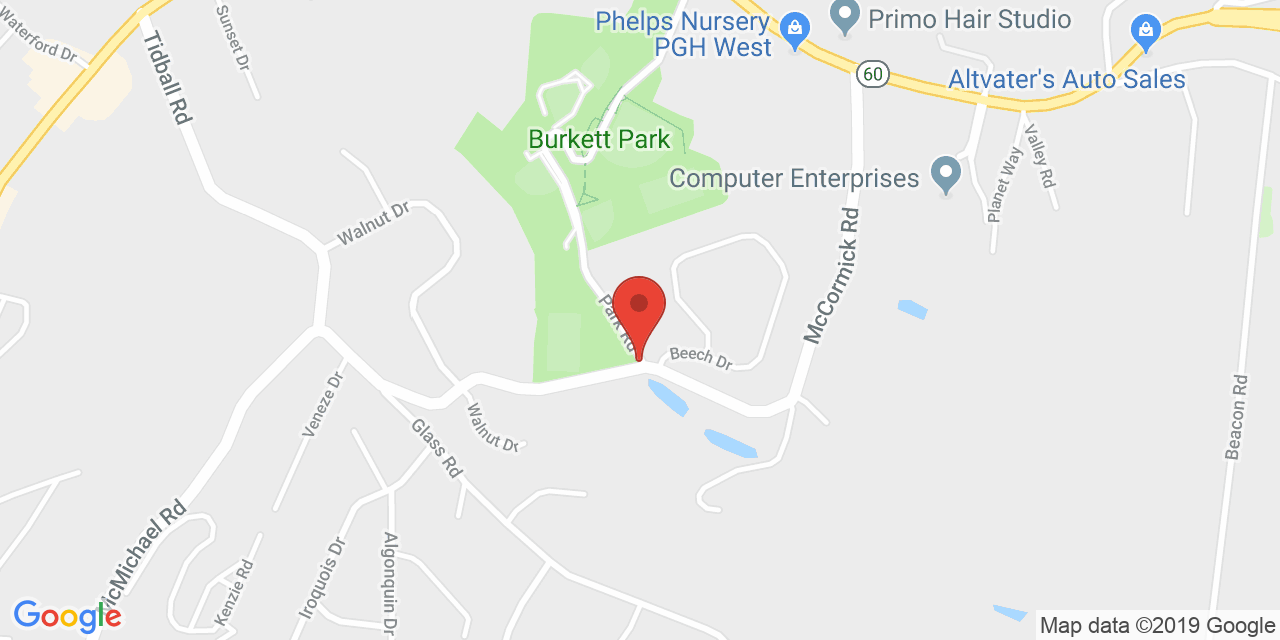 Waterford Dr
Sunset Dr
Tidball Rd
Phelps Nursery
PGH West
Primo Hair Studio
60
Altvater's Auto Sales
Burkett Park
Computer Enterprises
Planet Way
Valley Rd
Walnut Dr
McCormick Rd
Park Rd
Beech Dr
Veneze Dr
Walnut Dr
Glass Rd
Beacon Rd
McMichael Rd
Kenzie Rd
Iroquois Dr
Algonquin Dr
Google
Map data ©2019 Google